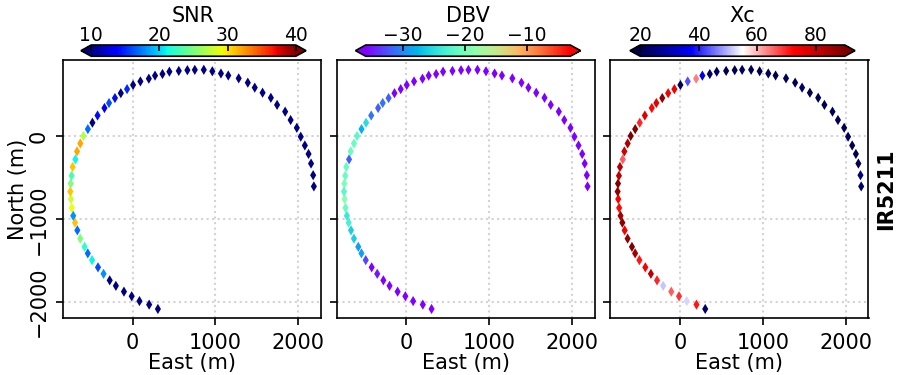 SNR DBV Xc
10 20 30 40 −30 −20 −10 20 40 60 80
North (m)
0
−1000
−2000
IR5211
0 1000 2000 0 1000 2000 0 1000 2000
East (m) East (m) East (m)